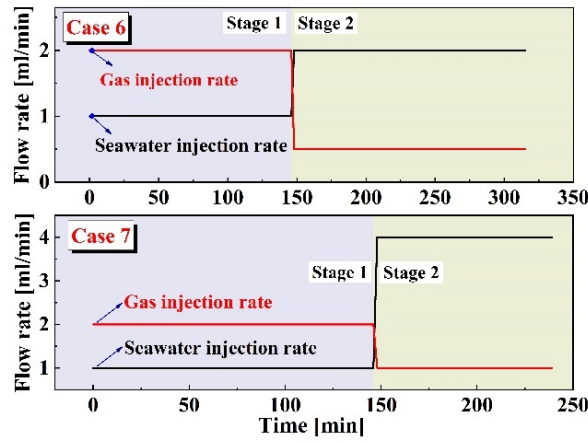 Case 6
Stage 1 Stage 2
Gas injection rate
Seawater injection rate
Flow rate [ml/min]
2
1
0
0 50 100 150 200 250 300 350
Case 7
Stage 1 Stage 2
Gas injection rate
Seawater injection rate
Flow rate [ml/min]
4
3
2
1
0 50 100 150 200 250
Time [min]